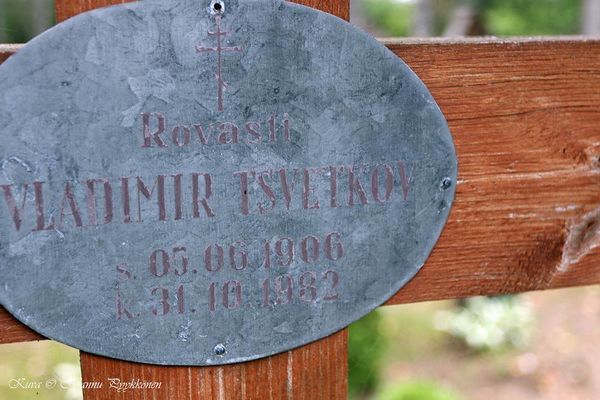 Rovasti
VLADIMIR TSVETKOV
s. 05.06.1906
k. 31.10.1982
Kuva © Hannu Pyykkönen